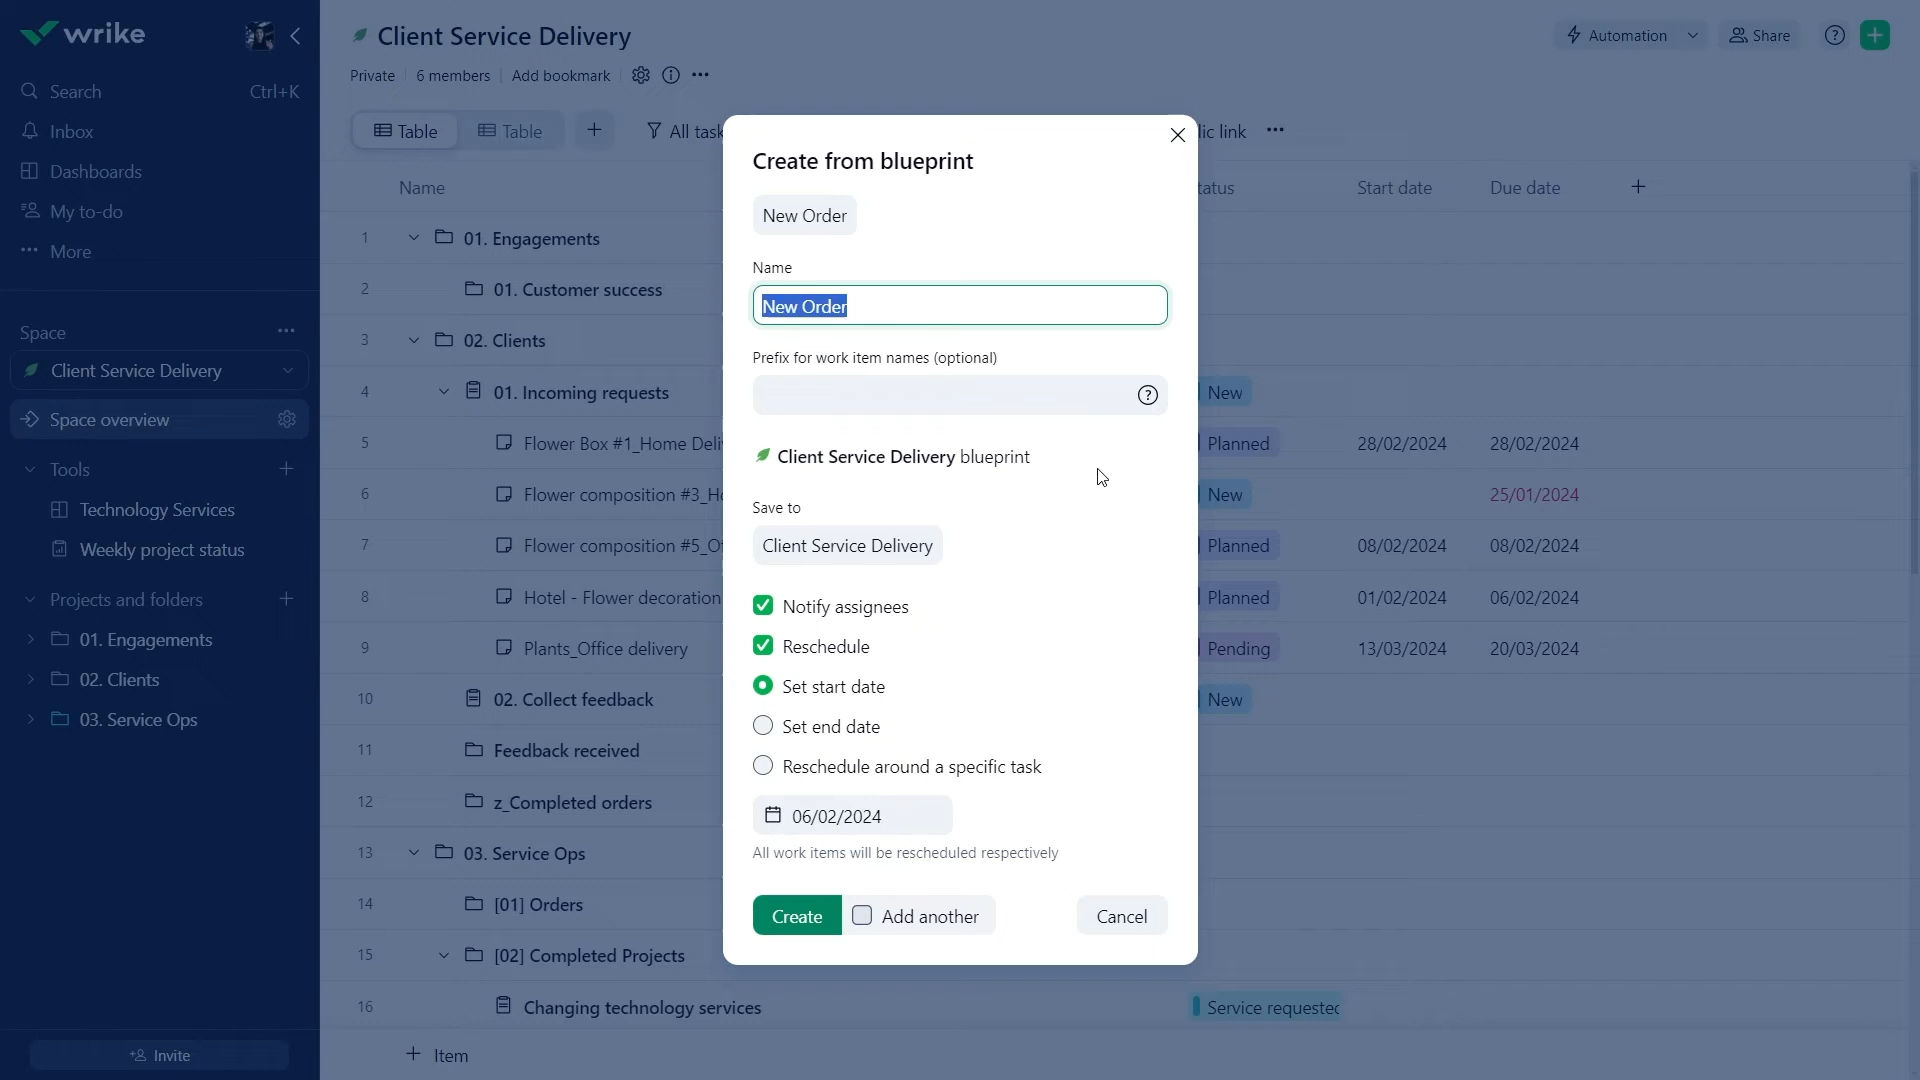 wrike
Search Ctrl+K
Inbox
Dashboards
My to-do
More
Space
Client Service Delivery
Space overview
Tools
Technology Services
Weekly project status
Projects and folders
01. Engagements
02. Clients
03. Service Ops
Invite
Client Service Delivery
Automation Share
Private 6 members Add bookmark
Table Table All task lic link
Name tatus Start date Due date
1 01. Engagements
2 01. Customer success
3 02. Clients
4 01. Incoming requests New
5 Flower Box #1_Home Deli Planned 28/02/2024 28/02/2024
6 Flower composition #3_Ho New 25/01/2024
7 Flower composition #5_Of Planned 08/02/2024 08/02/2024
8 Hotel - Flower decoration Planned 01/02/2024 06/02/2024
9 Plants_Office delivery Pending 13/03/2024 20/03/2024
10 02. Collect feedback New
11 Feedback received
12 z_Completed orders
13 03. Service Ops
14 [01] Orders
15 [02] Completed Projects
16 Changing technology services Service requested
+ Item
Create from blueprint
New Order
Name
New Order
Prefix for work item names (optional)
Client Service Delivery blueprint
Save to
Client Service Delivery
Notify assignees
Reschedule
Set start date
Set end date
Reschedule around a specific task
06/02/2024
All work items will be rescheduled respectively
Create Add another Cancel